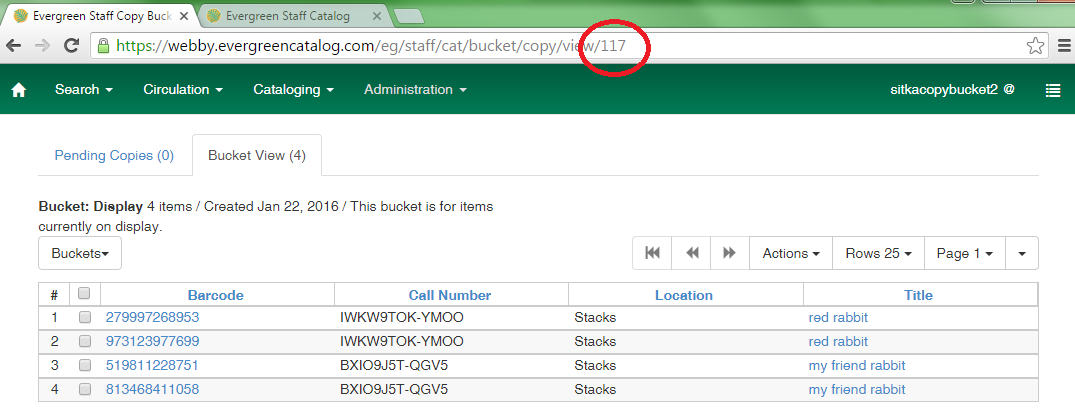 Evergreen Staff Copy Buck Evergreen Staff Catalog
https://webby.evergreencatalog.com/eg/staff/cat/bucket/copy/view/117
Search Circulation Cataloging Administration sitkacopybucket2 @
Pending Copies (0) Bucket View (4)
Bucket: Display 4 items / Created Jan 22, 2016 / This bucket is for items
currently on display.
Buckets Actions Rows 25 Page 1
# Barcode Call Number Location Title
1 279997268953 IWKW9TOK-YMOO Stacks red rabbit
2 973123977699 IWKW9TOK-YMOO Stacks red rabbit
3 519811228751 BXIO9J5T-QGV5 Stacks my friend rabbit
4 813468411058 BXIO9J5T-QGV5 Stacks my friend rabbit